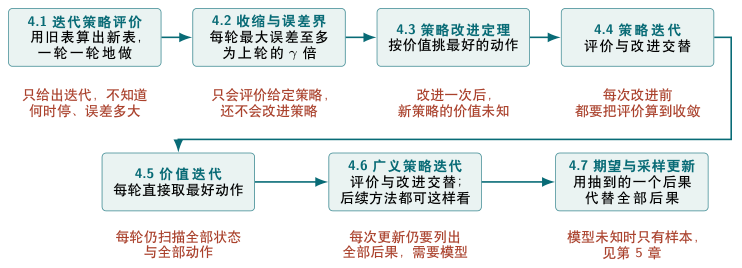 4.1 迭代策略评价
用旧表算出新表，
一轮一轮地做
4.2 收缩与误差界
每轮最大误差至多
为上轮的 γ 倍
4.3 策略改进定理
按价值挑最好的动作
4.4 策略迭代
评价与改进交替
只给出迭代，不知道
何时停、误差多大
只会评价给定策略，
还不会改进策略
改进一次后，
新策略的价值未知
每次改进前
都要把评价算到收敛
4.5 价值迭代
每轮直接取最好动作
4.6 广义策略迭代
评价与改进交替；
后续方法都可这样看
4.7 期望与采样更新
用抽到的一个后果
代替全部后果
每轮仍扫描全部状态
与全部动作
每次更新仍要列出
全部后果，需要模型
模型未知时只有样本，
见第 5 章